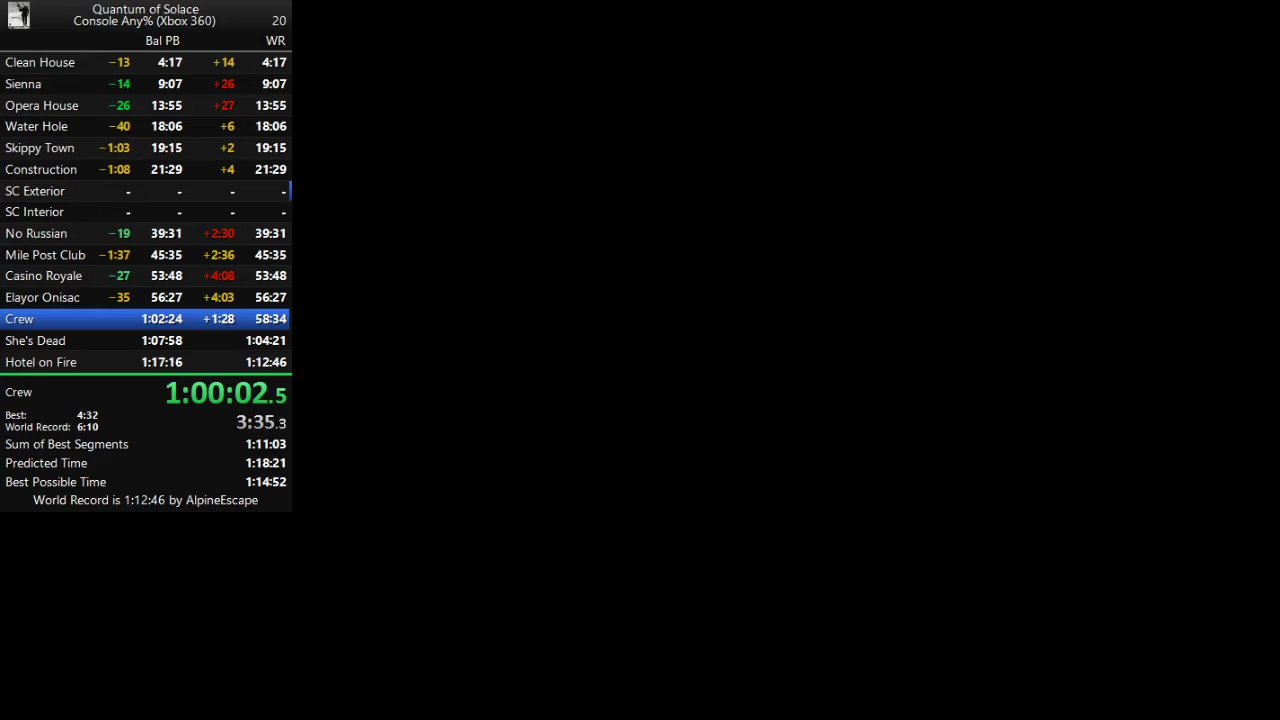 Quantum of Solace
Console Any% (Xbox 360) 20
Bal PB WR
Clean House −13 4:17 +14 4:17
Sienna −14 9:07 +26 9:07
Opera House −26 13:55 +27 13:55
Water Hole −40 18:06 +6 18:06
Skippy Town −1:03 19:15 +2 19:15
Construction −1:08 21:29 +4 21:29
SC Exterior - - - -
SC Interior - - - -
No Russian −19 39:31 +2:30 39:31
Mile Post Club −1:37 45:35 +2:36 45:35
Casino Royale −27 53:48 +4:08 53:48
Elayor Onisac −35 56:27 +4:03 56:27
Crew 1:02:24 +1:28 58:34
She's Dead 1:07:58 1:04:21
Hotel on Fire 1:17:16 1:12:46
Crew 1:00:02.5
Best: 4:32
World Record: 6:10 3:35.3
Sum of Best Segments 1:11:03
Predicted Time 1:18:21
Best Possible Time 1:14:52
World Record is 1:12:46 by AlpineEscape